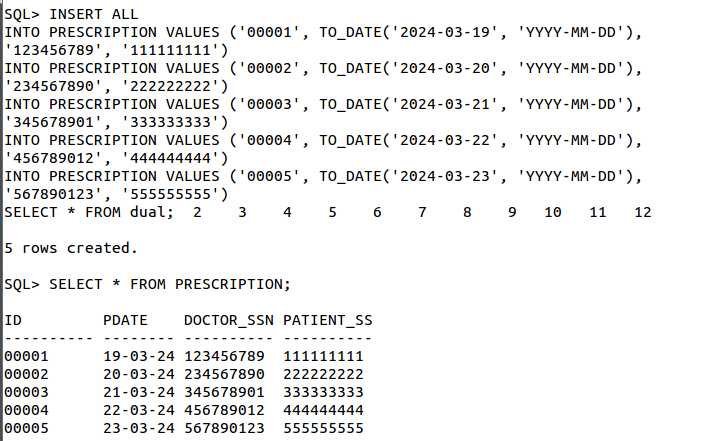 SQL> INSERT ALL
INTO PRESCRIPTION VALUES ('00001', TO_DATE('2024-03-19', 'YYYY-MM-DD'),
'123456789', '111111111')
INTO PRESCRIPTION VALUES ('00002', TO_DATE('2024-03-20', 'YYYY-MM-DD'),
'234567890', '222222222')
INTO PRESCRIPTION VALUES ('00003', TO_DATE('2024-03-21', 'YYYY-MM-DD'),
'345678901', '333333333')
INTO PRESCRIPTION VALUES ('00004', TO_DATE('2024-03-22', 'YYYY-MM-DD'),
'456789012', '444444444')
INTO PRESCRIPTION VALUES ('00005', TO_DATE('2024-03-23', 'YYYY-MM-DD'),
'567890123', '555555555')
SELECT * FROM dual;  2    3    4    5    6    7    8    9   10   11   12
5 rows created.
SQL> SELECT * FROM PRESCRIPTION;
ID         PDATE    DOCTOR_SSN PATIENT_SS
---------- -------- ---------- ----------
00001      19-03-24 123456789  111111111
00002      20-03-24 234567890  222222222
00003      21-03-24 345678901  333333333
00004      22-03-24 456789012  444444444
00005      23-03-24 567890123  555555555